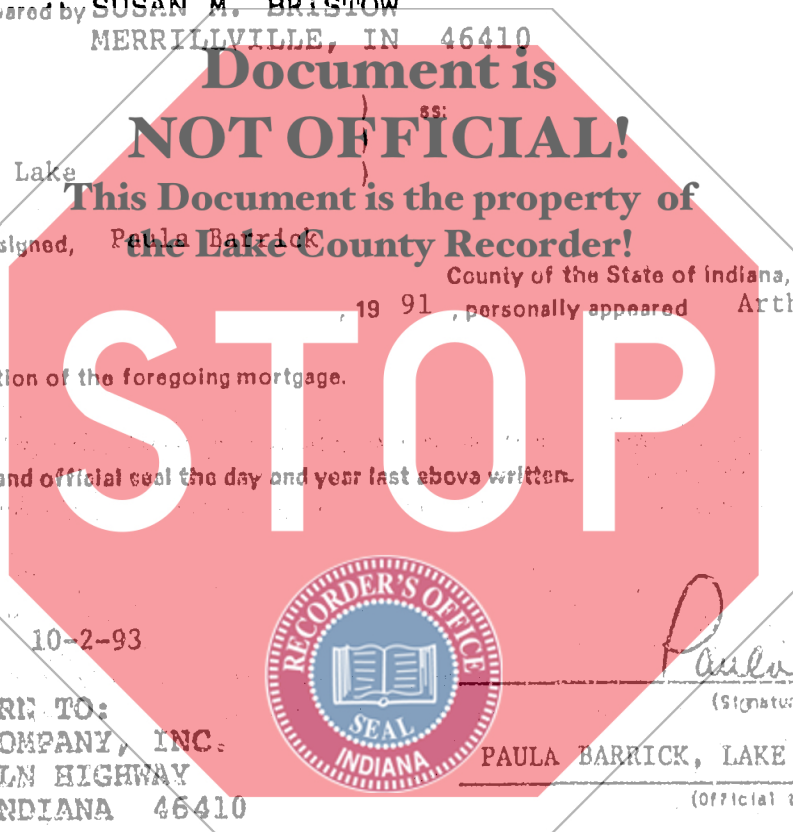 ared by SUSAN M. BRISTOW
MERRILLVILLE, IN 46410
Document is
ss:
NOT OFFICIAL!
Lake
This Document is the property of
signed, Paula Barrick
the Lake County Recorder!
County of the State of Indiana,
, 19 91 , personally appeared Arth
tion of the foregoing mortgage.
STOP
and official seal the day and year last above written.
10-2-93
RECORDER'S OFFICE
SEAL
INDIANA
Paula
(Signatu
RN TO:
OMPANY, INC.
PAULA BARRICK, LAKE
LN HIGHWAY
NDIANA 46410
(Official